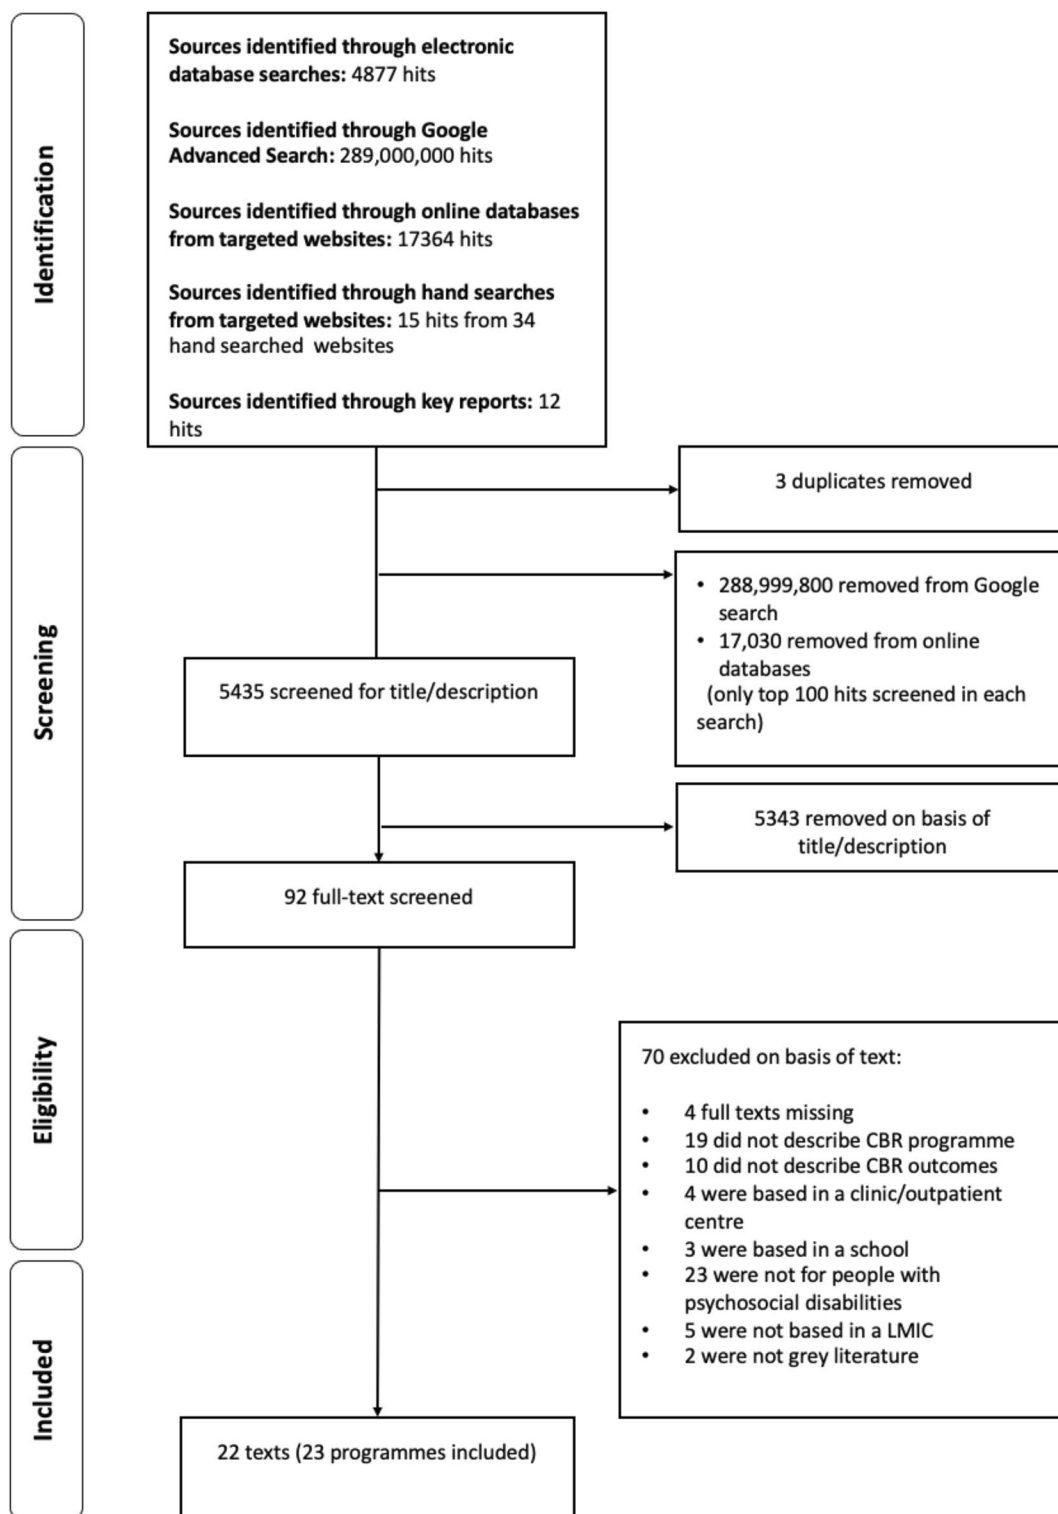 Identification
Sources identified through electronic
database searches: 4877 hits
Sources identified through Google
Advanced Search: 289,000,000 hits
Sources identified through online databases
from targeted websites: 17364 hits
Sources identified through hand searches
from targeted websites: 15 hits from 34
hand searched websites
Sources identified through key reports: 12
hits
Screening
3 duplicates removed
• 288,999,800 removed from Google
search
• 17,030 removed from online
databases
(only top 100 hits screened in each
search)
5435 screened for title/description
5343 removed on basis of
title/description
92 full-text screened
Eligibility
70 excluded on basis of text:
• 4 full texts missing
• 19 did not describe CBR programme
• 10 did not describe CBR outcomes
• 4 were based in a clinic/outpatient
centre
• 3 were based in a school
• 23 were not for people with
psychosocial disabilities
• 5 were not based in a LMIC
• 2 were not grey literature
Included
22 texts (23 programmes included)